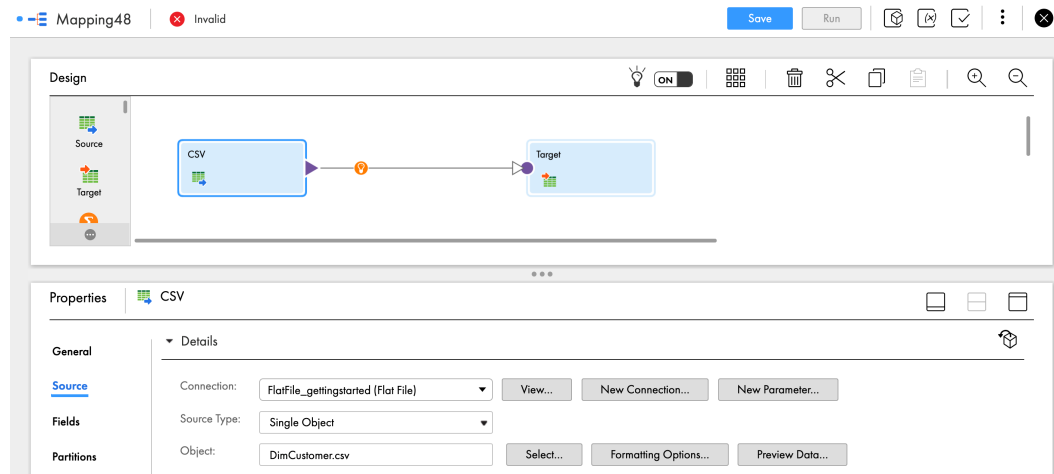 Mapping48
Invalid
Save
Run
Design
ON
Source
Target
CSV
Target
Properties
CSV
General
Source
Fields
Partitions
Details
Connection:
FlatFile_gettingstarted (Flat File)
View...
New Connection...
New Parameter...
Source Type:
Single Object
Object:
DimCustomer.csv
Select...
Formatting Options...
Preview Data...